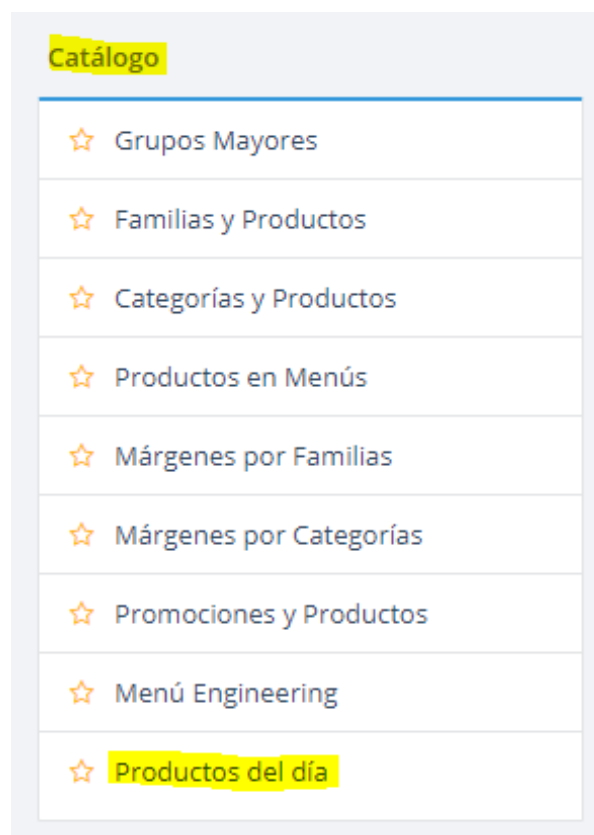 Catálogo
Grupos Mayores
Familias y Productos
Categorías y Productos
Productos en Menús
Márgenes por Familias
Márgenes por Categorías
Promociones y Productos
Menú Engineering
Productos del día